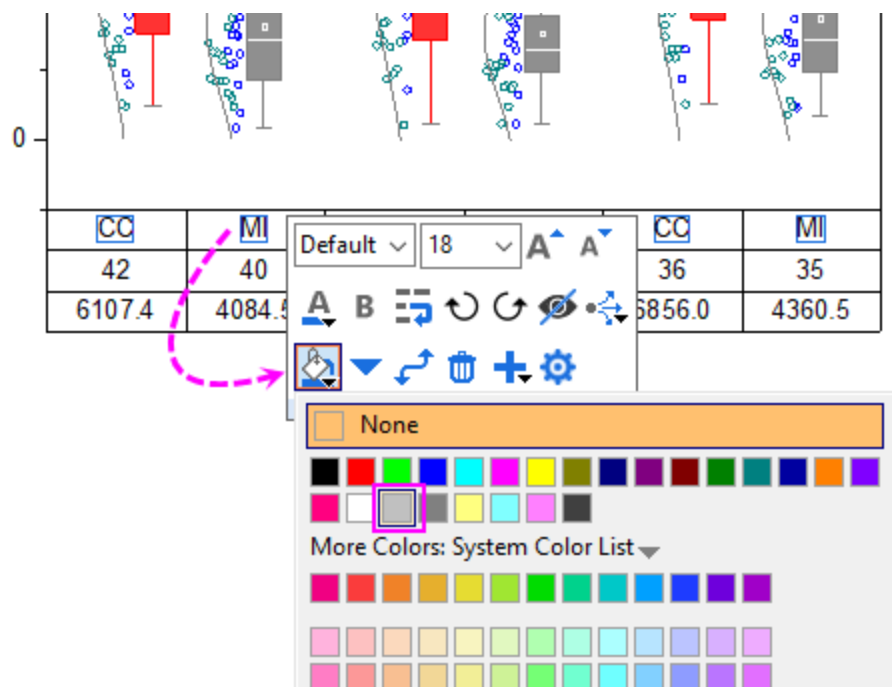 0
CC MI CC MI
42 40 36 35
6107.4 4084.5 6856.0 4360.5
Default 18 A A
A B
None
More Colors: System Color List